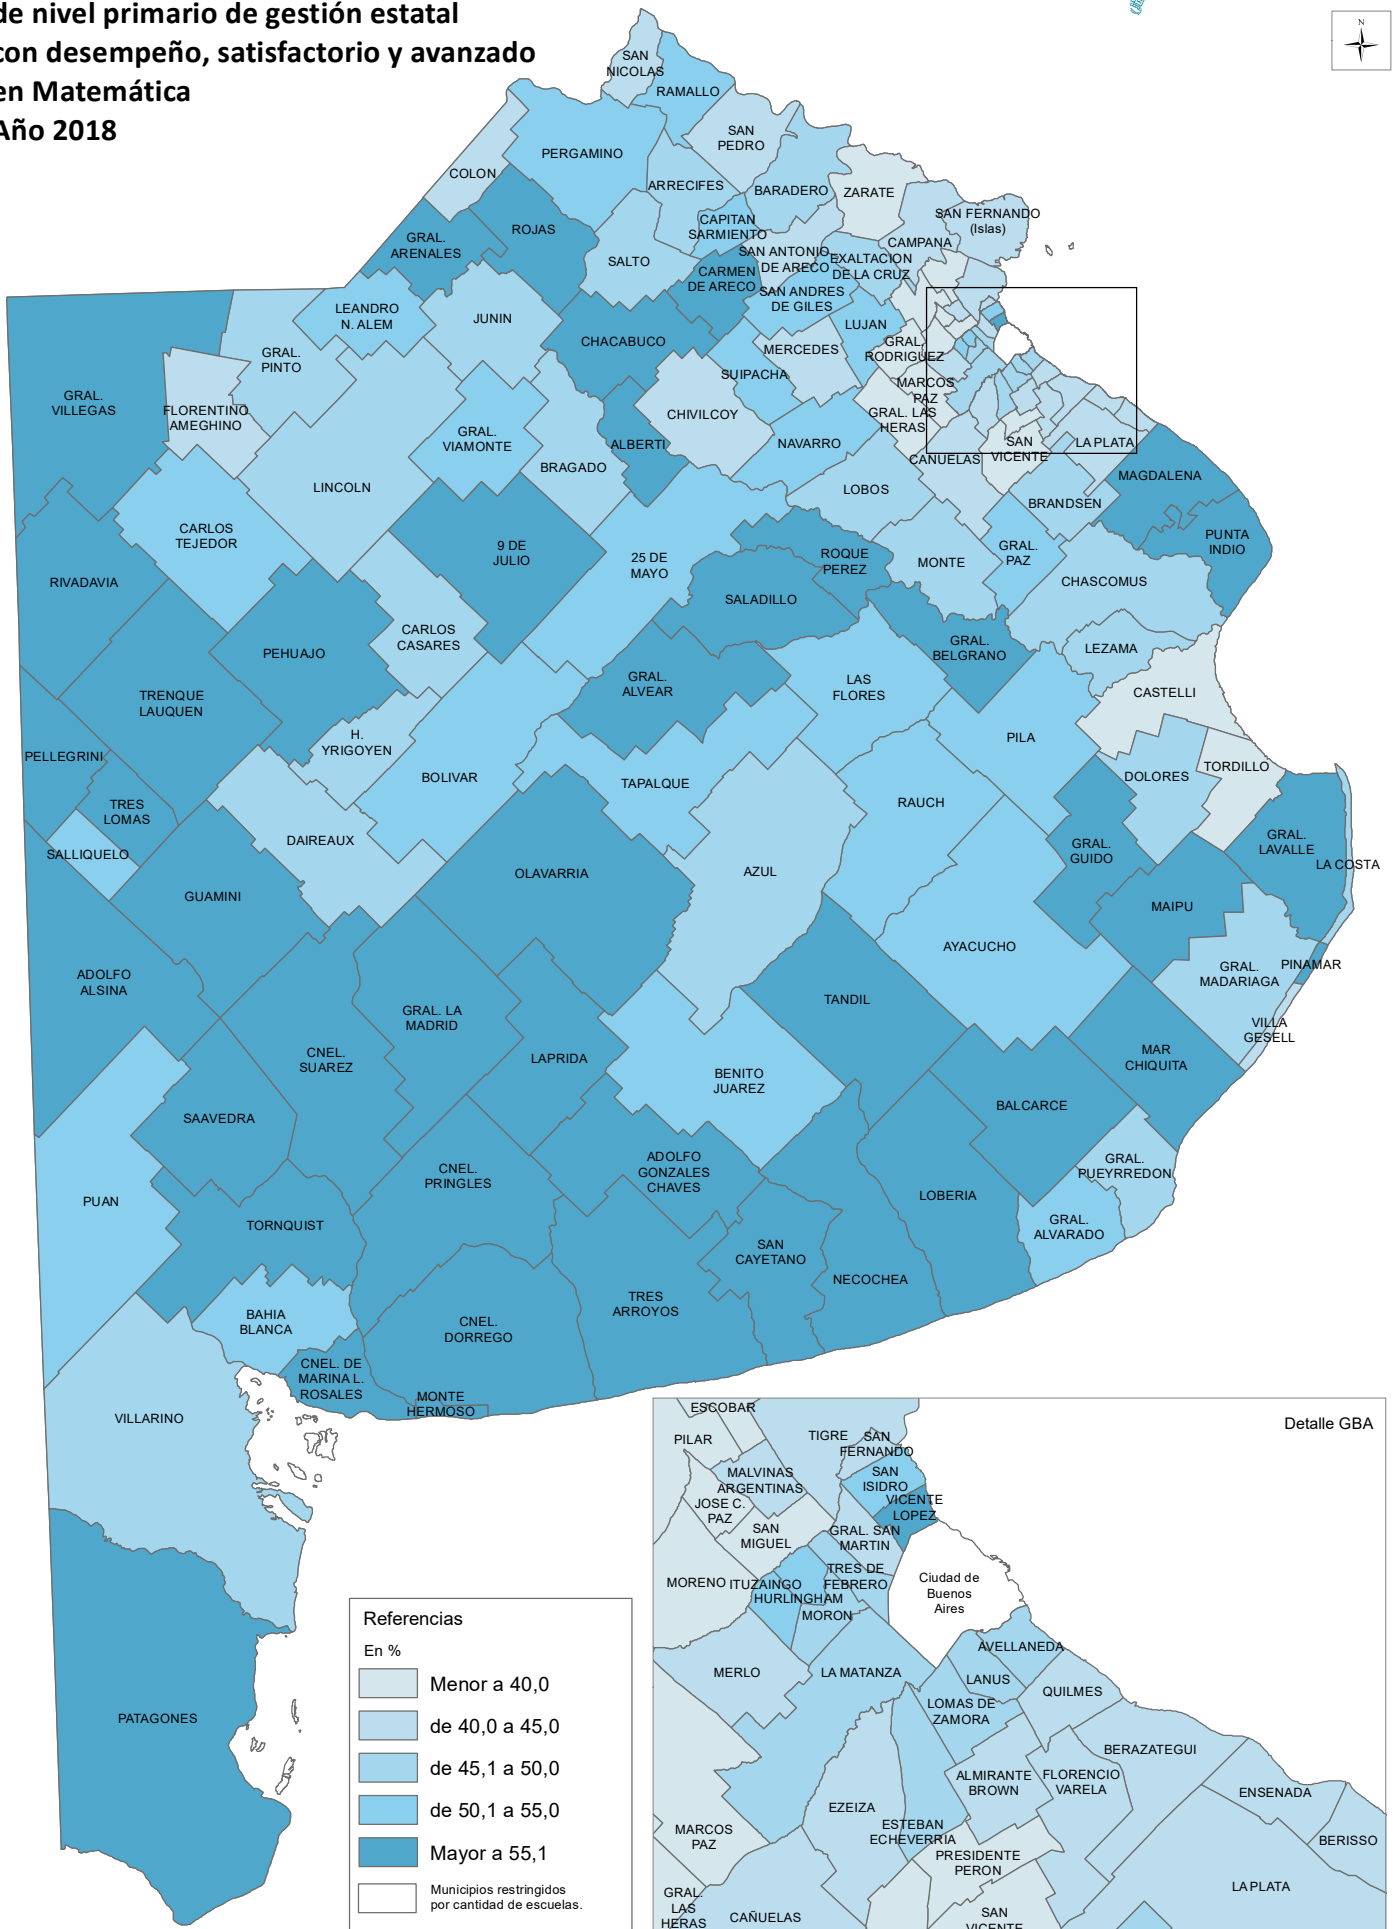 de nivel primario de gestión estatal
con desempeño, satisfactorio y avanzado
en Matemática
Año 2018
N
SAN
NICOLAS
RAMALLO
SAN
PEDRO
PERGAMINO
COLON
ARRECIFES
BARADERO
ZARATE
CAPITAN
SARMIENTO
SAN FERNANDO
(Islas)
CAMPANA
ROJAS
GRAL.
ARENALES
SALTO
SAN ANTONIO
DE ARECO
EXALTACION
DE LA CRUZ
CARMEN
DE ARECO
SAN ANDRES
DE GILES
LEANDRO
N. ALEM
JUNIN
CHACABUCO
LUJAN
MERCEDES
GRAL.
RODRIGUEZ
GRAL.
PINTO
SUIPACHA
MARCOS
PAZ
GRAL.
VILLEGAS
FLORENTINO
AMEGHINO
CHIVILCOY
GRAL. LAS
HERAS
GRAL.
VIAMONTE
ALBERTI
NAVARRO
SAN
VICENTE
LA PLATA
CAÑUELAS
BRAGADO
MAGDALENA
LINCOLN
LOBOS
BRANDSEN
CARLOS
TEJEDOR
9 DE
JULIO
25 DE
MAYO
ROQUE
PEREZ
MONTE
GRAL.
PAZ
PUNTA
INDIO
RIVADAVIA
CHASCOMUS
SALADILLO
CARLOS
CASARES
GRAL.
BELGRANO
LEZAMA
PEHUAJO
GRAL.
ALVEAR
LAS
FLORES
CASTELLI
TRENQUE
LAUQUEN
H.
YRIGOYEN
PILA
PELLEGRINI
BOLIVAR
TAPALQUE
DOLORES
TORDILLO
TRES
LOMAS
RAUCH
DAIREAUX
GRAL.
GUIDO
GRAL.
LAVALLE
SALLIQUELO
LA COSTA
OLAVARRIA
AZUL
GUAMINI
MAIPU
AYACUCHO
ADOLFO
ALSINA
GRAL.
MADARIAGA
PINAMAR
GRAL. LA
MADRID
TANDIL
VILLA
GESELL
CNEL.
SUAREZ
LAPRIDA
MAR
CHIQUITA
BENITO
JUAREZ
SAAVEDRA
BALCARCE
CNEL.
PRINGLES
ADOLFO
GONZALES
CHAVES
GRAL.
PUEYRREDON
PUAN
LOBERIA
TORNQUIST
GRAL.
ALVARADO
SAN
CAYETANO
NECOCHEA
TRES
ARROYOS
BAHIA
BLANCA
CNEL.
DORREGO
CNEL. DE
MARINA L.
ROSALES
MONTE
HERMOSO
VILLARINO
PATAGONES
Detalle GBA
ESCOBAR
PILAR
TIGRE
SAN
FERNANDO
MALVINAS
ARGENTINAS
SAN
ISIDRO
JOSE C.
PAZ
VICENTE
LOPEZ
SAN
MIGUEL
GRAL. SAN
MARTIN
MORENO
ITUZAINGO
HURLINGHAM
TRES DE
FEBRERO
MORON
Ciudad de
Buenos
Aires
MERLO
LA MATANZA
AVELLANEDA
LANUS
LOMAS DE
ZAMORA
QUILMES
BERAZATEGUI
ALMIRANTE
BROWN
FLORENCIO
VARELA
EZEIZA
ENSENADA
ESTEBAN
ECHEVERRIA
MARCOS
PAZ
BERISSO
PRESIDENTE
PERON
LA PLATA
GRAL.
LAS
HERAS
CAÑUELAS
SAN
VICENTE
Referencias
En %
Menor a 40,0
de 40,0 a 45,0
de 45,1 a 50,0
de 50,1 a 55,0
Mayor a 55,1
Municipios restringidos
por cantidad de escuelas.